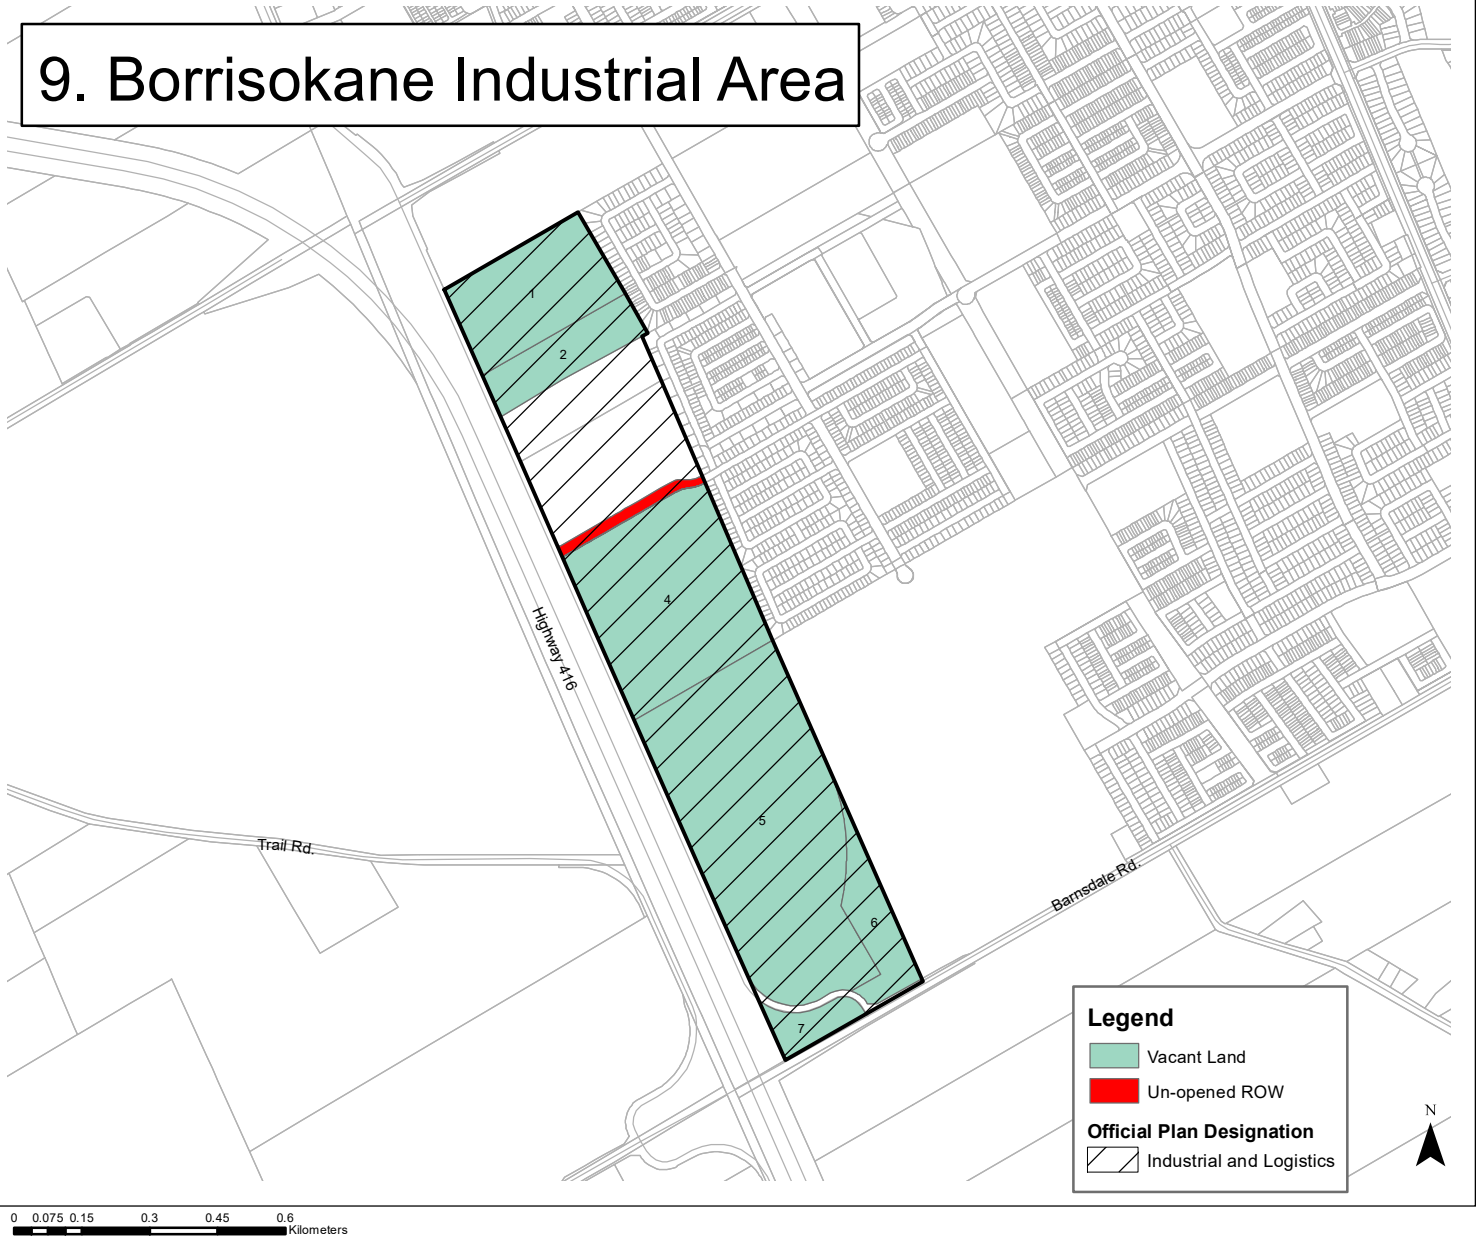 9. Borrisokane Industrial Area
1
2
4
Highway 416
5
Trail Rd.
Barnsdale Rd.
6
7
Legend
Vacant Land
Un-opened ROW
Official Plan Designation
Industrial and Logistics
N
0 0.075 0.15 0.3 0.45 0.6
Kilometers